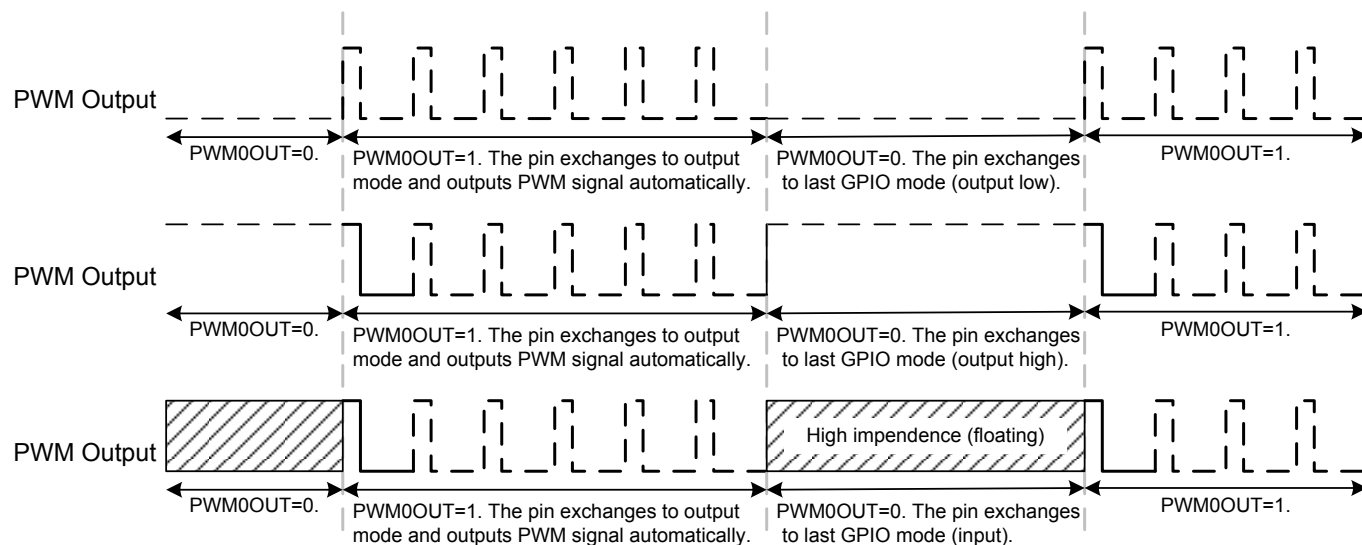 PWM Output
PWM0OUT=0.
PWM0OUT=1. The pin exchanges to output
mode and outputs PWM signal automatically.
PWM0OUT=0. The pin exchanges
to last GPIO mode (output low).
PWM0OUT=1.
PWM Output
PWM0OUT=0.
PWM0OUT=1. The pin exchanges to output
mode and outputs PWM signal automatically.
PWM0OUT=0. The pin exchanges
to last GPIO mode (output high).
PWM0OUT=1.
PWM Output
High impendence (floating)
PWM0OUT=0.
PWM0OUT=1. The pin exchanges to output
mode and outputs PWM signal automatically.
PWM0OUT=0. The pin exchanges
to last GPIO mode (input).
PWM0OUT=1.